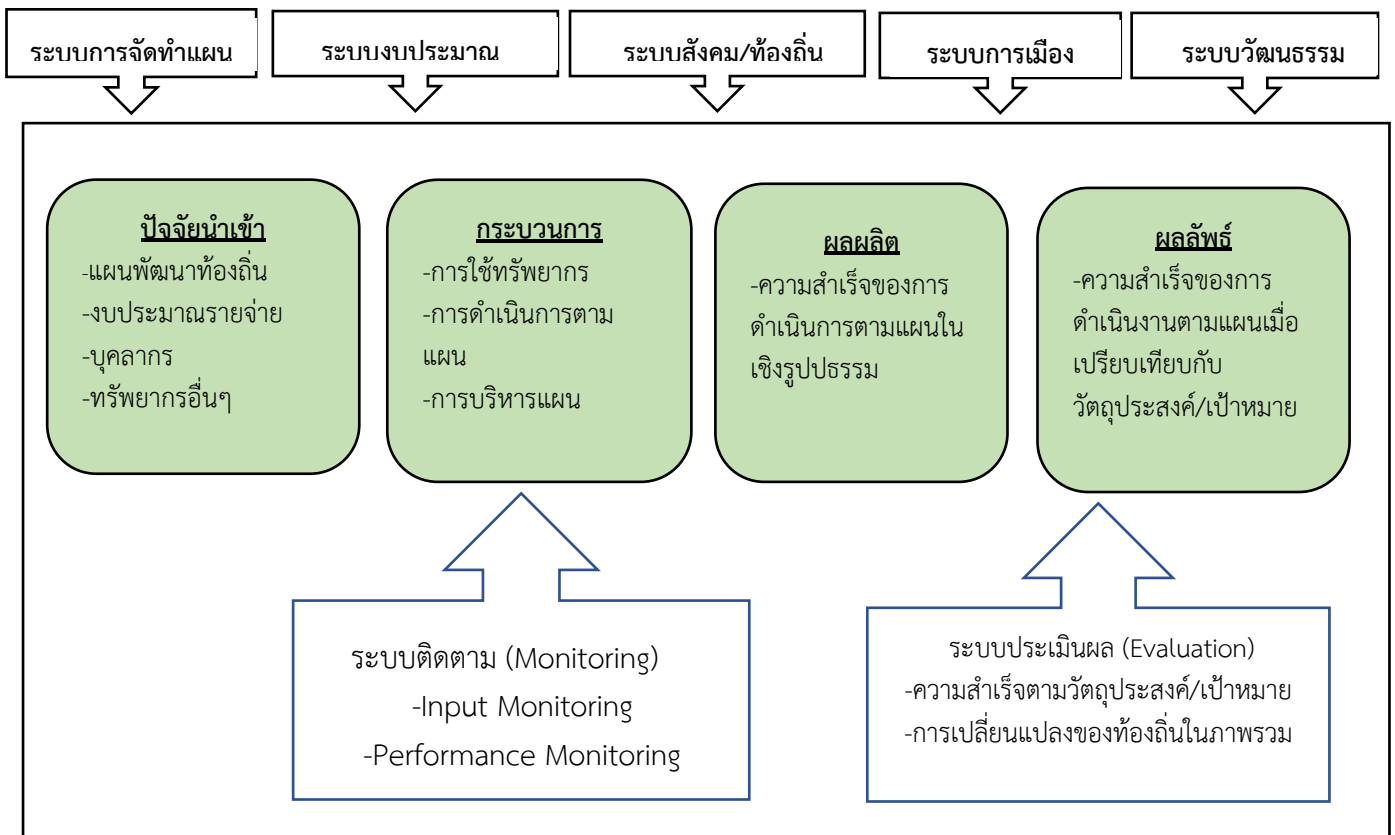 ระบบการจัดทำแผน
ระบบงบประมาณ
ระบบสังคม/ท้องถิ่น
ระบบการเมือง
ระบบวัฒนธรรม
ปัจจัยนำเข้า
-แผนพัฒนาท้องถิ่น
-งบประมาณรายจ่าย
-บุคลากร
-ทรัพยากรอื่นๆ
กระบวนการ
-การใช้ทรัพยากร
-การดำเนินการตาม
แผน
-การบริหารแผน
ผลผลิต
-ความสำเร็จของการ
ดำเนินการตามแผนใน
เชิงรูปปธรรม
ผลลัพธ์
-ความสำเร็จของการ
ดำเนินงานตามแผนเมื่อ
เปรียบเทียบกับ
วัตถุประสงค์/เป้าหมาย
ระบบติดตาม (Monitoring)
-Input Monitoring
-Performance Monitoring
ระบบประเมินผล (Evaluation)
-ความสำเร็จตามวัตถุประสงค์/เป้าหมาย
-การเปลี่ยนแปลงของท้องถิ่นในภาพรวม